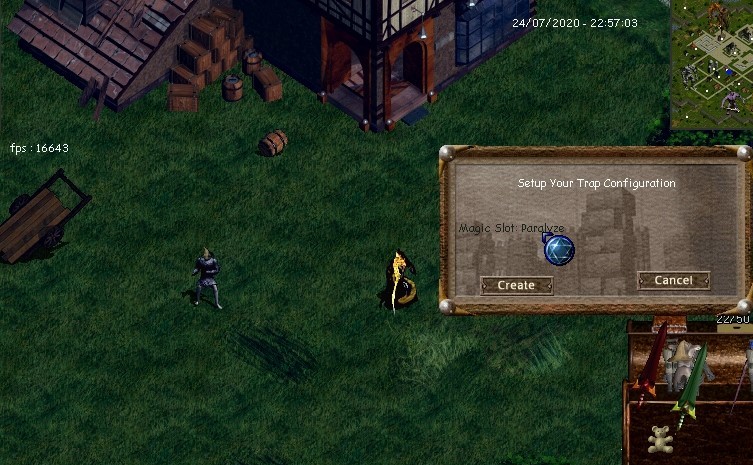 24/07/2020 - 22:57:03
fps : 16643
Setup Your Trap Configuration
Magic Slot: Paralyze
Create
Cancel
22/50